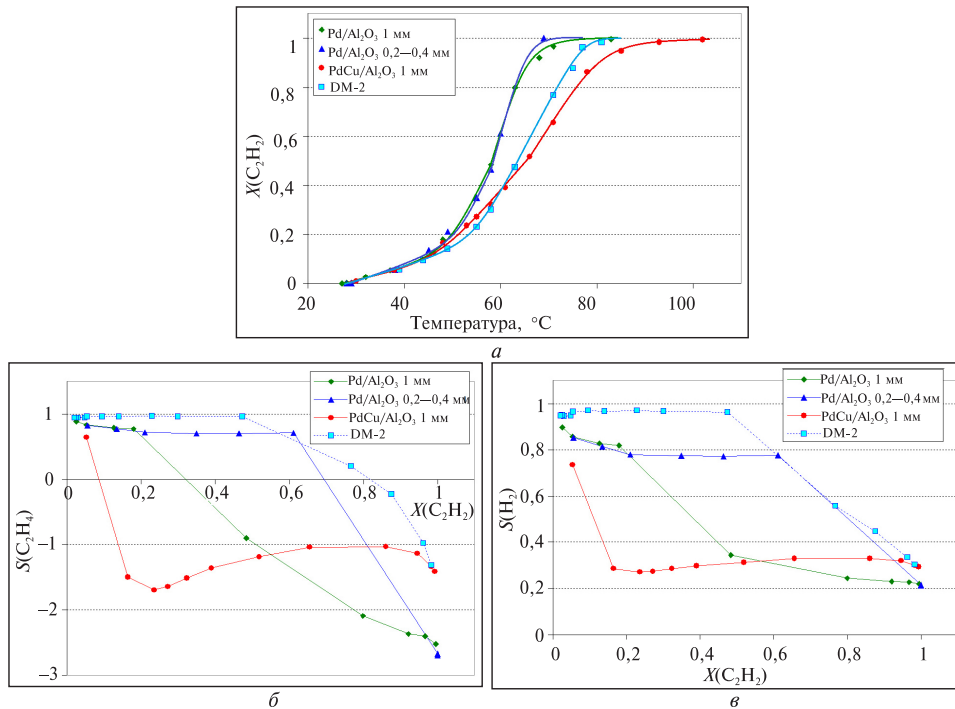 Pd/Al₂O₃ 1 мм
Pd/Al₂O₃ 0,2—0,4 мм
PdCu/Al₂O₃ 1 мм
DM-2
X(C₂H₂)
1
0,8
0,6
0,4
0,2
0
20 40 60 80 100
Температура, °C
а
Pd/Al₂O₃ 1 мм
Pd/Al₂O₃ 0,2—0,4 мм
PdCu/Al₂O₃ 1 мм
DM-2
S(C₂H₄)
2
1
0
–1
–2
–3
0 0,2 0,4 0,6 0,8 1
X(C₂H₂)
б
Pd/Al₂O₃ 1 мм
Pd/Al₂O₃ 0,2—0,4 мм
PdCu/Al₂O₃ 1 мм
DM-2
S(H₂)
1
0,8
0,6
0,4
0,2
0
0 0,2 0,4 0,6 0,8 1
X(C₂H₂)
в